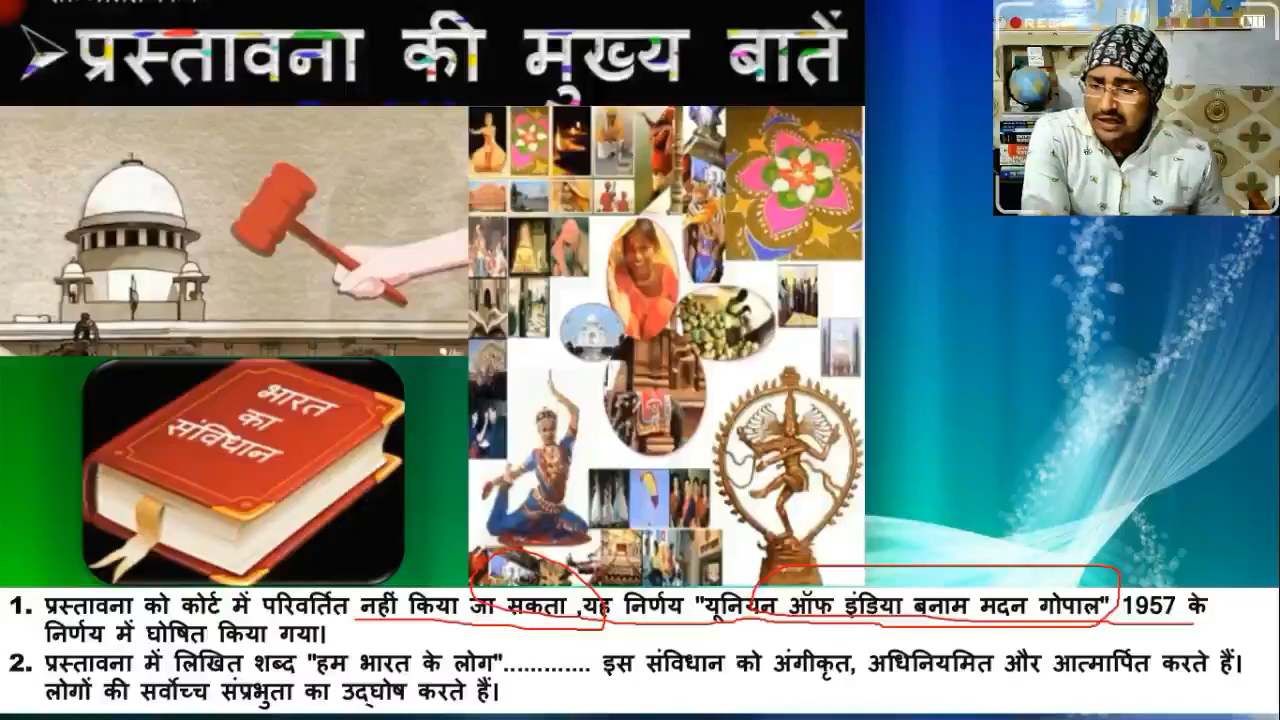 प्रस्तावना की मुख्य बातें
REC
भारत
का
संविधान
1. प्रस्तावना को कोर्ट में परिवर्तित नहीं किया जा सकता यह निर्णय "यूनियन ऑफ इंडिया बनाम मदन गोपाल" 1957 के
निर्णय में घोषित किया गया।
2. प्रस्तावना में लिखित शब्द "हम भारत के लोग"............. इस संविधान को अंगीकृत, अधिनियमित और आत्मार्पित करते हैं।
लोगों की सर्वोच्च संप्रभुता का उद्घोष करते हैं।